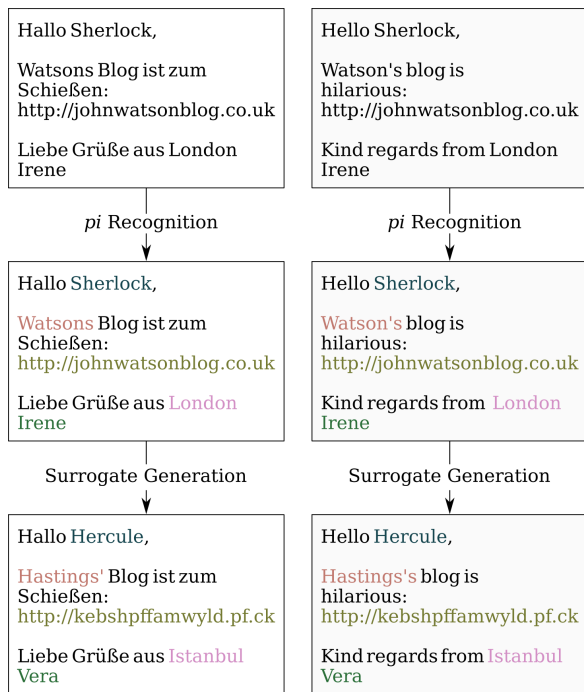 Hallo Sherlock,
Watsons Blog ist zum
Schießen:
http://johnwatsonblog.co.uk
Liebe Grüße aus London
Irene
Hello Sherlock,
Watson's blog is
hilarious:
http://johnwatsonblog.co.uk
Kind regards from London
Irene
pi Recognition
pi Recognition
Hallo Sherlock,
Watsons Blog ist zum
Schießen:
http://johnwatsonblog.co.uk
Liebe Grüße aus London
Irene
Hello Sherlock,
Watson's blog is
hilarious:
http://johnwatsonblog.co.uk
Kind regards from London
Irene
Surrogate Generation
Surrogate Generation
Hallo Hercule,
Hastings' Blog ist zum
Schießen:
http://kebshpffamwyld.pf.ck
Liebe Grüße aus Istanbul
Vera
Hello Hercule,
Hastings's blog is
hilarious:
http://kebshpffamwyld.pf.ck
Kind regards from Istanbul
Vera